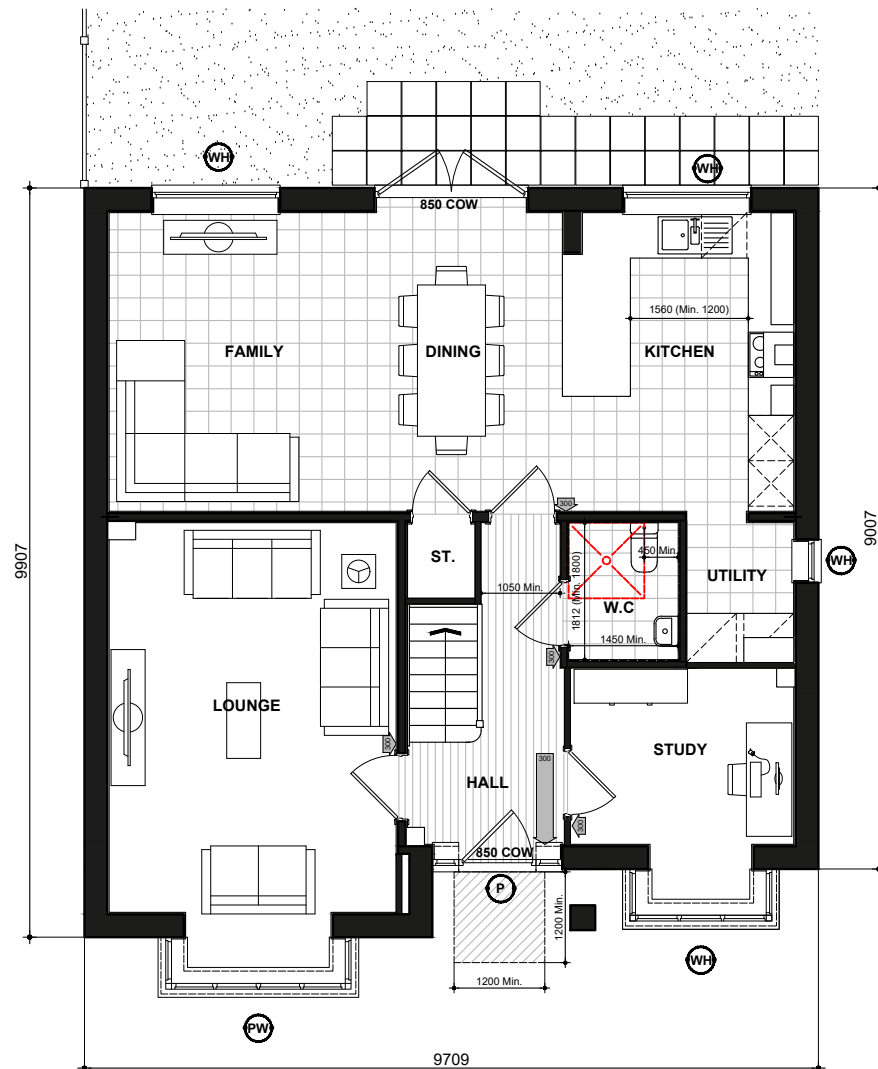 WH
WH
850 COW
1560 (Min. 1200)
FAMILY
DINING
KITCHEN
300
9907
9007
ST.
450 Min.
WH
1050 Min.
1812 (Min. 1800)
W.C
UTILITY
1450 Min.
300
LOUNGE
300
STUDY
300
HALL
300
850 COW
P
1200 Min.
WH
1200 Min.
PW
9709